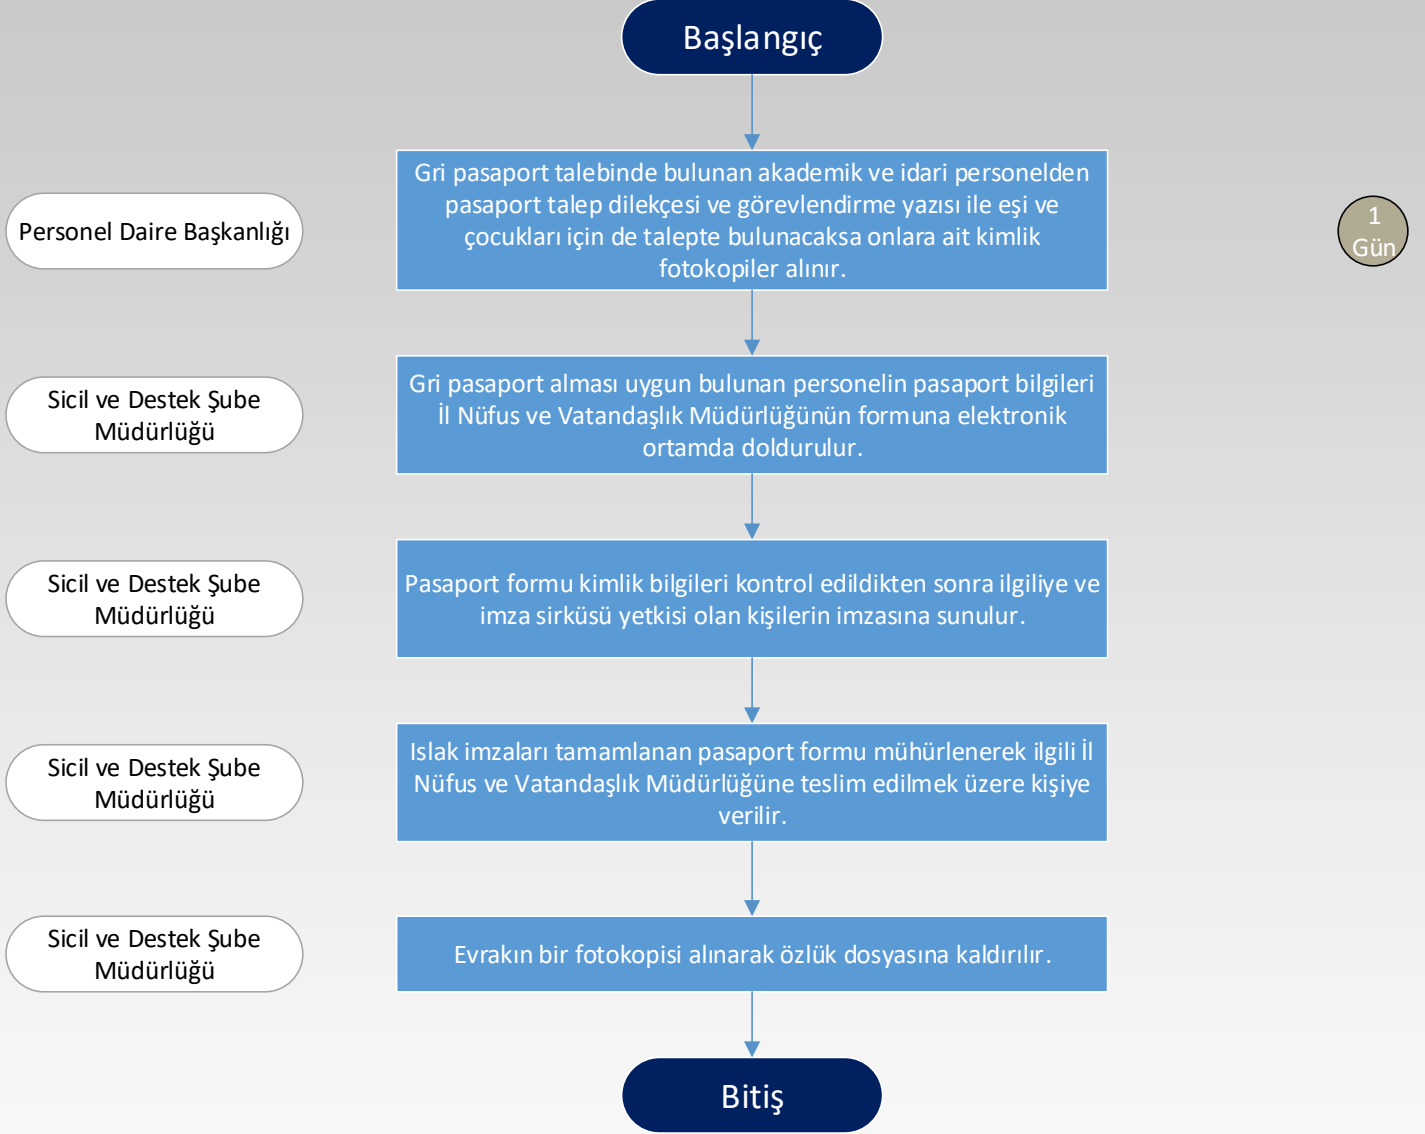 Başlangıç
Personel Daire Başkanlığı
Gri pasaport talebinde bulunan akademik ve idari personelden
pasaport talep dilekçesi ve görevlendirme yazısı ile eşi ve
çocukları için de talepte bulunacaksa onlara ait kimlik
fotokopiler alınır.
1
Gün
Sicil ve Destek Şube
Müdürlüğü
Gri pasaport alması uygun bulunan personelin pasaport bilgileri
İl Nüfus ve Vatandaşlık Müdürlüğünün formuna elektronik
ortamda doldurulur.
Sicil ve Destek Şube
Müdürlüğü
Pasaport formu kimlik bilgileri kontrol edildikten sonra ilgiliye ve
imza sirküsü yetkisi olan kişilerin imzasına sunulur.
Sicil ve Destek Şube
Müdürlüğü
Islak imzaları tamamlanan pasaport formu mühürlenerek ilgili İl
Nüfus ve Vatandaşlık Müdürlüğüne teslim edilmek üzere kişiye
verilir.
Sicil ve Destek Şube
Müdürlüğü
Evrakın bir fotokopisi alınarak özlük dosyasına kaldırılır.
Bitiş